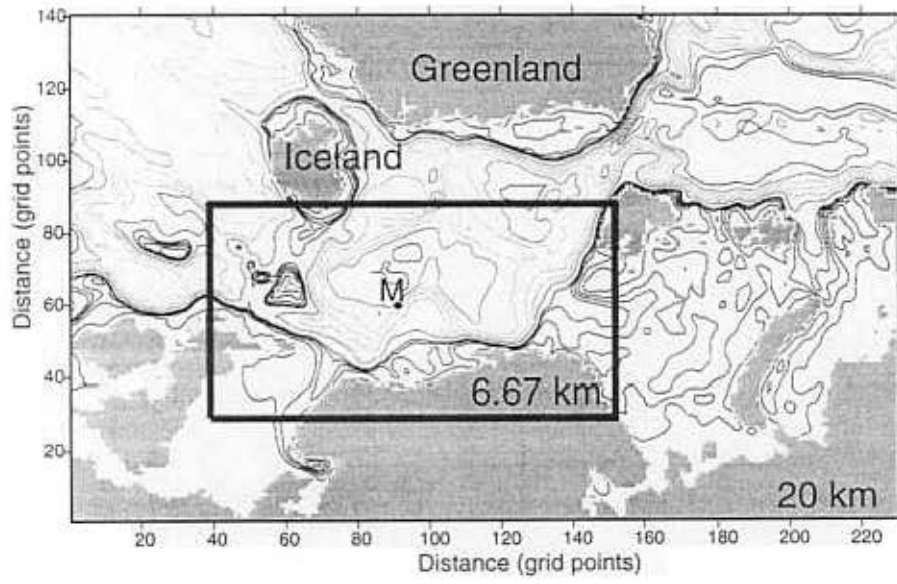 140
120
100
80
60
40
20
Distance (grid points)
Greenland
Iceland
M
6.67 km
20 km
20 40 60 80 100 120 140 160 180 200 220
Distance (grid points)